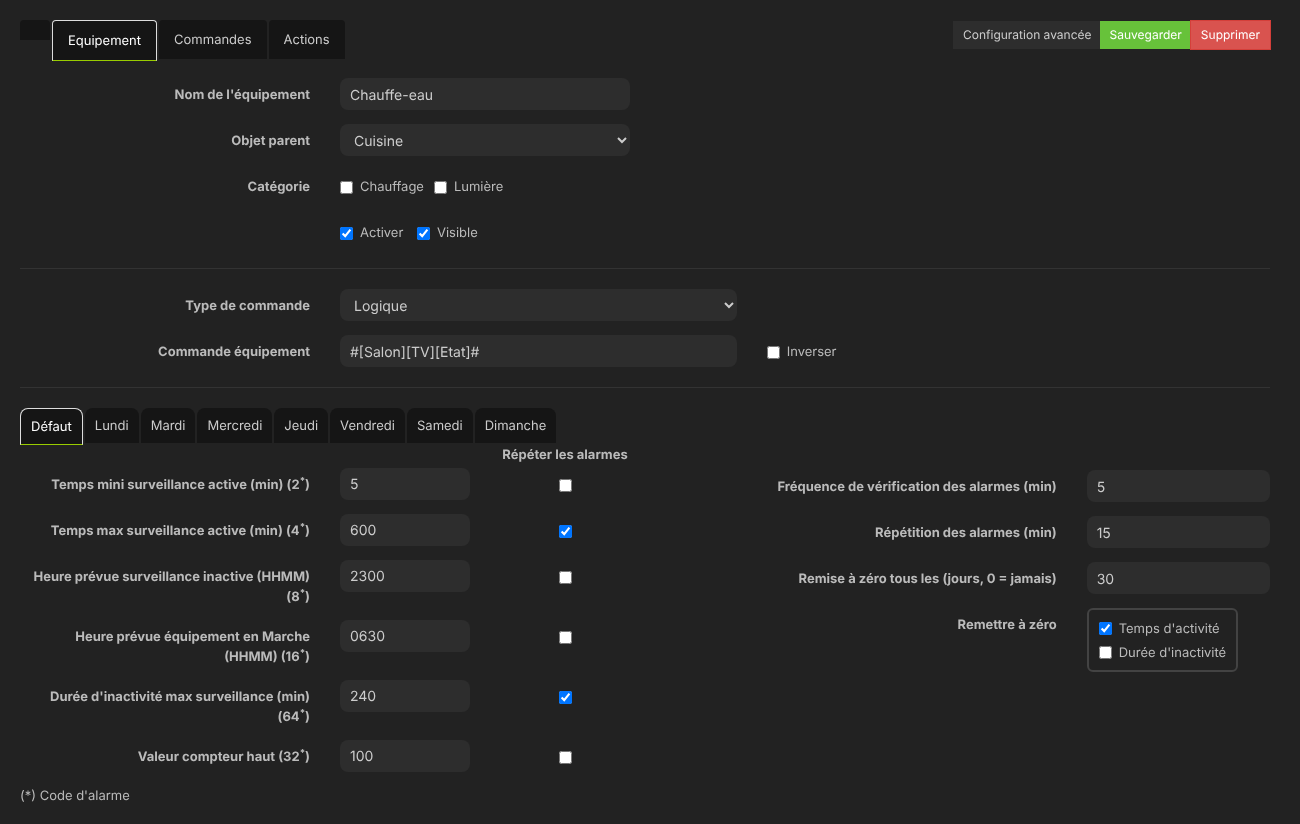 Equipement Commandes Actions Configuration avancée Sauvegarder Supprimer
Nom de l'équipement Chauffe-eau
Objet parent Cuisine
Catégorie Chauffage Lumière
Activer Visible
Type de commande Logique
Commande équipement #[Salon][TV][Etat]# Inverser
Défaut Lundi Mardi Mercredi Jeudi Vendredi Samedi Dimanche
Répéter les alarmes
Temps mini surveillance active (min) (2*) 5 Fréquence de vérification des alarmes (min) 5
Temps max surveillance active (min) (4*) 600 Répétition des alarmes (min) 15
Heure prévue surveillance inactive (HHMM) 2300 Remise à zéro tous les (jours, 0 = jamais) 30
(8*)
Remettre à zéro Temps d'activité
Heure prévue équipement en Marche 0630
(HHMM) (16*) Durée d'inactivité
Durée d'inactivité max surveillance (min) 240
(64*)
Valeur compteur haut (32*) 100
(*) Code d'alarme